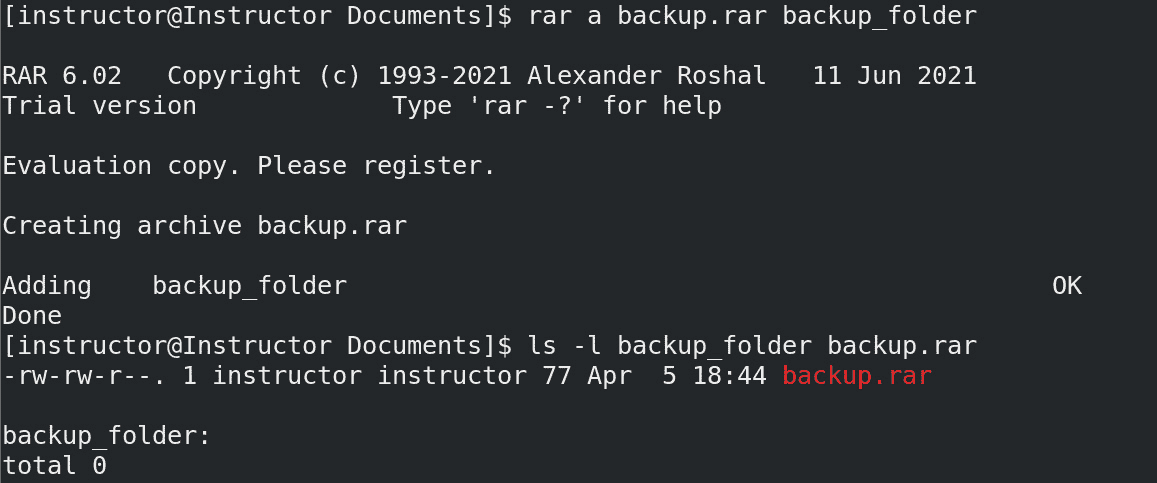 [instructor@Instructor Documents]$ rar a backup.rar backup_folder
RAR 6.02   Copyright (c) 1993-2021 Alexander Roshal   11 Jun 2021
Trial version             Type 'rar -?' for help
Evaluation copy. Please register.
Creating archive backup.rar
Adding    backup_folder                                               OK
Done
[instructor@Instructor Documents]$ ls -l backup_folder backup.rar
-rw-rw-r--. 1 instructor instructor 77 Apr  5 18:44 backup.rar
backup_folder:
total 0